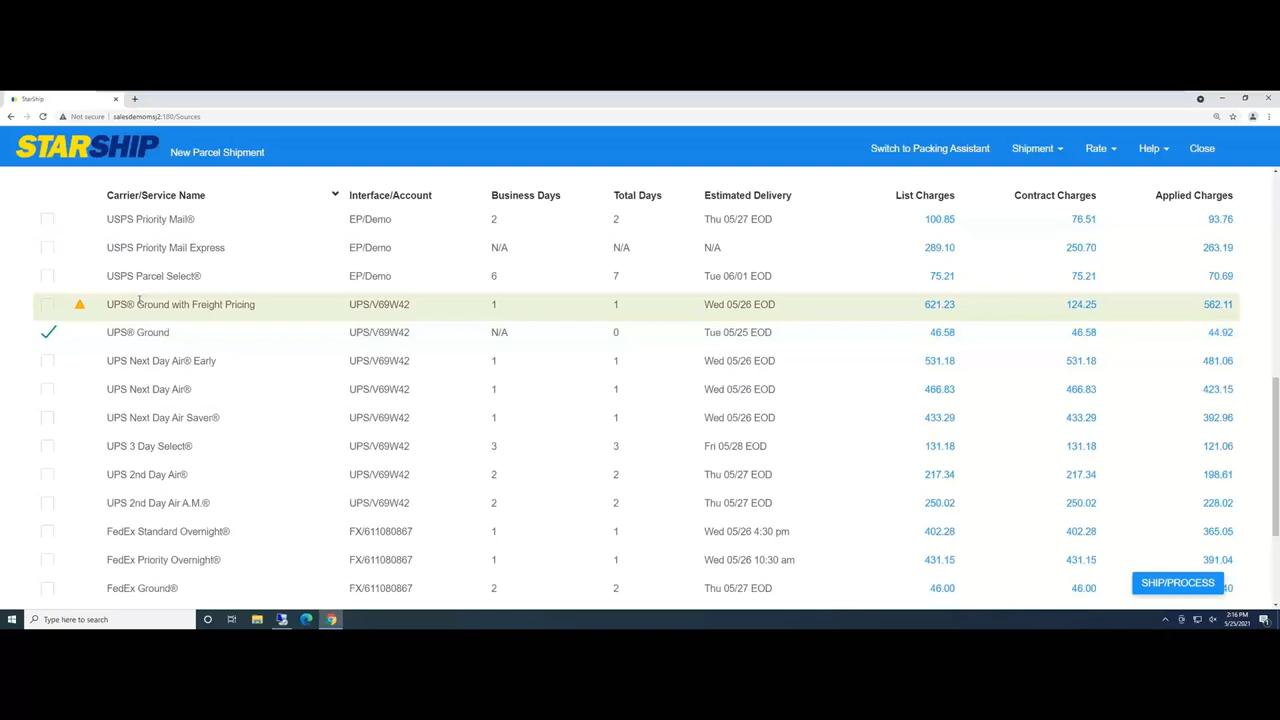 StarShip
Not secure salesdemomsj2:180/Sources
STARSHIP New Parcel Shipment Switch to Packing Assistant Shipment Rate Help Close
Carrier/Service Name Interface/Account Business Days Total Days Estimated Delivery List Charges Contract Charges Applied Charges
USPS Priority Mail® EP/Demo 2 2 Thu 05/27 EOD 100.85 76.51 93.76
USPS Priority Mail Express EP/Demo N/A N/A N/A 289.10 250.70 263.19
USPS Parcel Select® EP/Demo 6 7 Tue 06/01 EOD 75.21 75.21 70.69
UPS® Ground with Freight Pricing UPS/V69W42 1 1 Wed 05/26 EOD 621.23 124.25 562.11
UPS® Ground UPS/V69W42 N/A 0 Tue 05/25 EOD 46.58 46.58 44.92
UPS Next Day Air® Early UPS/V69W42 1 1 Wed 05/26 EOD 531.18 531.18 481.06
UPS Next Day Air® UPS/V69W42 1 1 Wed 05/26 EOD 466.83 466.83 423.15
UPS Next Day Air Saver® UPS/V69W42 1 1 Wed 05/26 EOD 433.29 433.29 392.96
UPS 3 Day Select® UPS/V69W42 3 3 Fri 05/28 EOD 131.18 131.18 121.06
UPS 2nd Day Air® UPS/V69W42 2 2 Thu 05/27 EOD 217.34 217.34 198.61
UPS 2nd Day Air A.M.® UPS/V69W42 2 2 Thu 05/27 EOD 250.02 250.02 228.02
FedEx Standard Overnight® FX/611080867 1 1 Wed 05/26 4:30 pm 402.28 402.28 365.05
FedEx Priority Overnight® FX/611080867 1 1 Wed 05/26 10:30 am 431.15 431.15 391.04
SHIP/PROCESS
FedEx Ground® FX/611080867 2 2 Thu 05/27 EOD 46.00 46.00 40
Type here to search 2:16 PM
5/25/2021